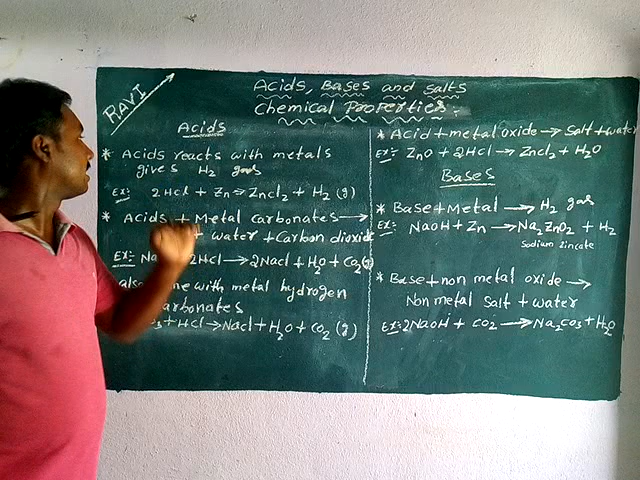 RAVI
Acids, Bases and Salts
Chemical Properties:
Acids
* Acids reacts with metals
gives H2 gas
Ex:- 2HCl + Zn → ZnCl2 + H2 (g)
* Acids + Metal carbonates →
+ water + Carbon dioxide
Ex:- 2HCl → 2NaCl + H2O + CO2(g)
also with metal hydrogen
+ HCl → NaCl + H2O + CO2 (g)
* Acid + metal oxide → Salt + water
Ex:- ZnO + 2HCl → ZnCl2 + H2O
Bases
* Base + Metal → H2 gas
Ex:- NaOH + Zn → Na2ZnO2 + H2
Sodium zincate
* Base + non metal oxide →
Non metal Salt + water
Ex:- 2NaOH + CO2 → Na2CO3 + H2O